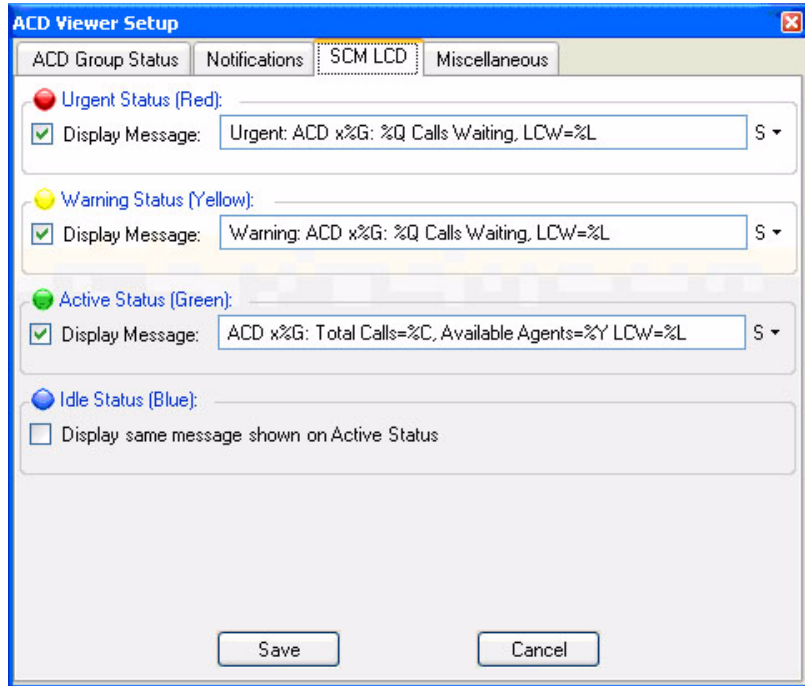 ACD Viewer Setup
ACD Group Status Notifications SCM LCD Miscellaneous
Urgent Status (Red):
Display Message: Urgent: ACD x%G: %Q Calls Waiting, LCW=%L S
Warning Status (Yellow):
Display Message: Warning: ACD x%G: %Q Calls Waiting, LCW=%L S
Active Status (Green):
Display Message: ACD x%G: Total Calls=%C, Available Agents=%Y LCW=%L S
Idle Status (Blue):
Display same message shown on Active Status
Save Cancel